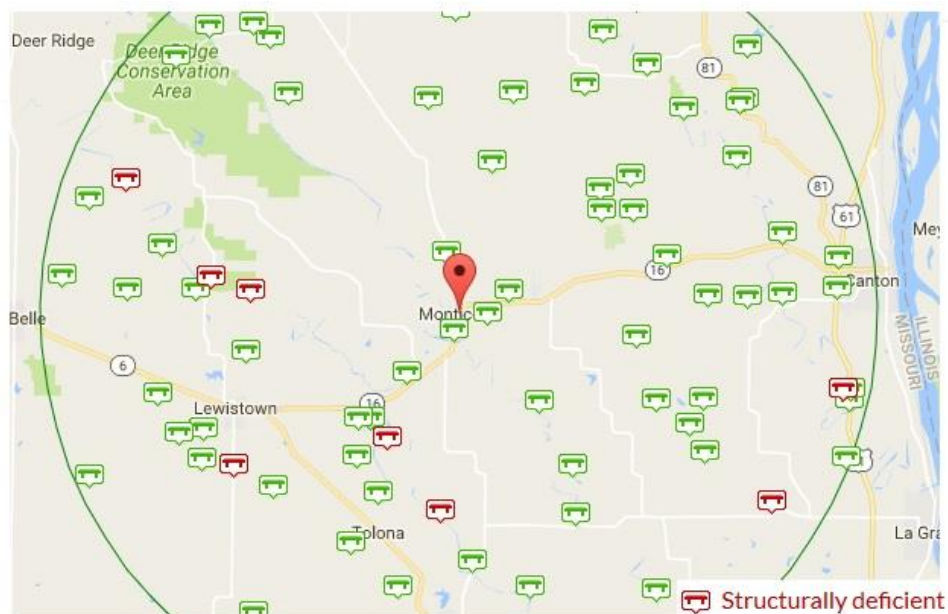 Deer Ridge
Deer Ridge
Conservation
Area
81
81
61
Mey
16
Canton
Montic
Belle
ILLINOIS
MISSOURI
6
16
Lewistown
Tolona
La Gra
Structurally deficient